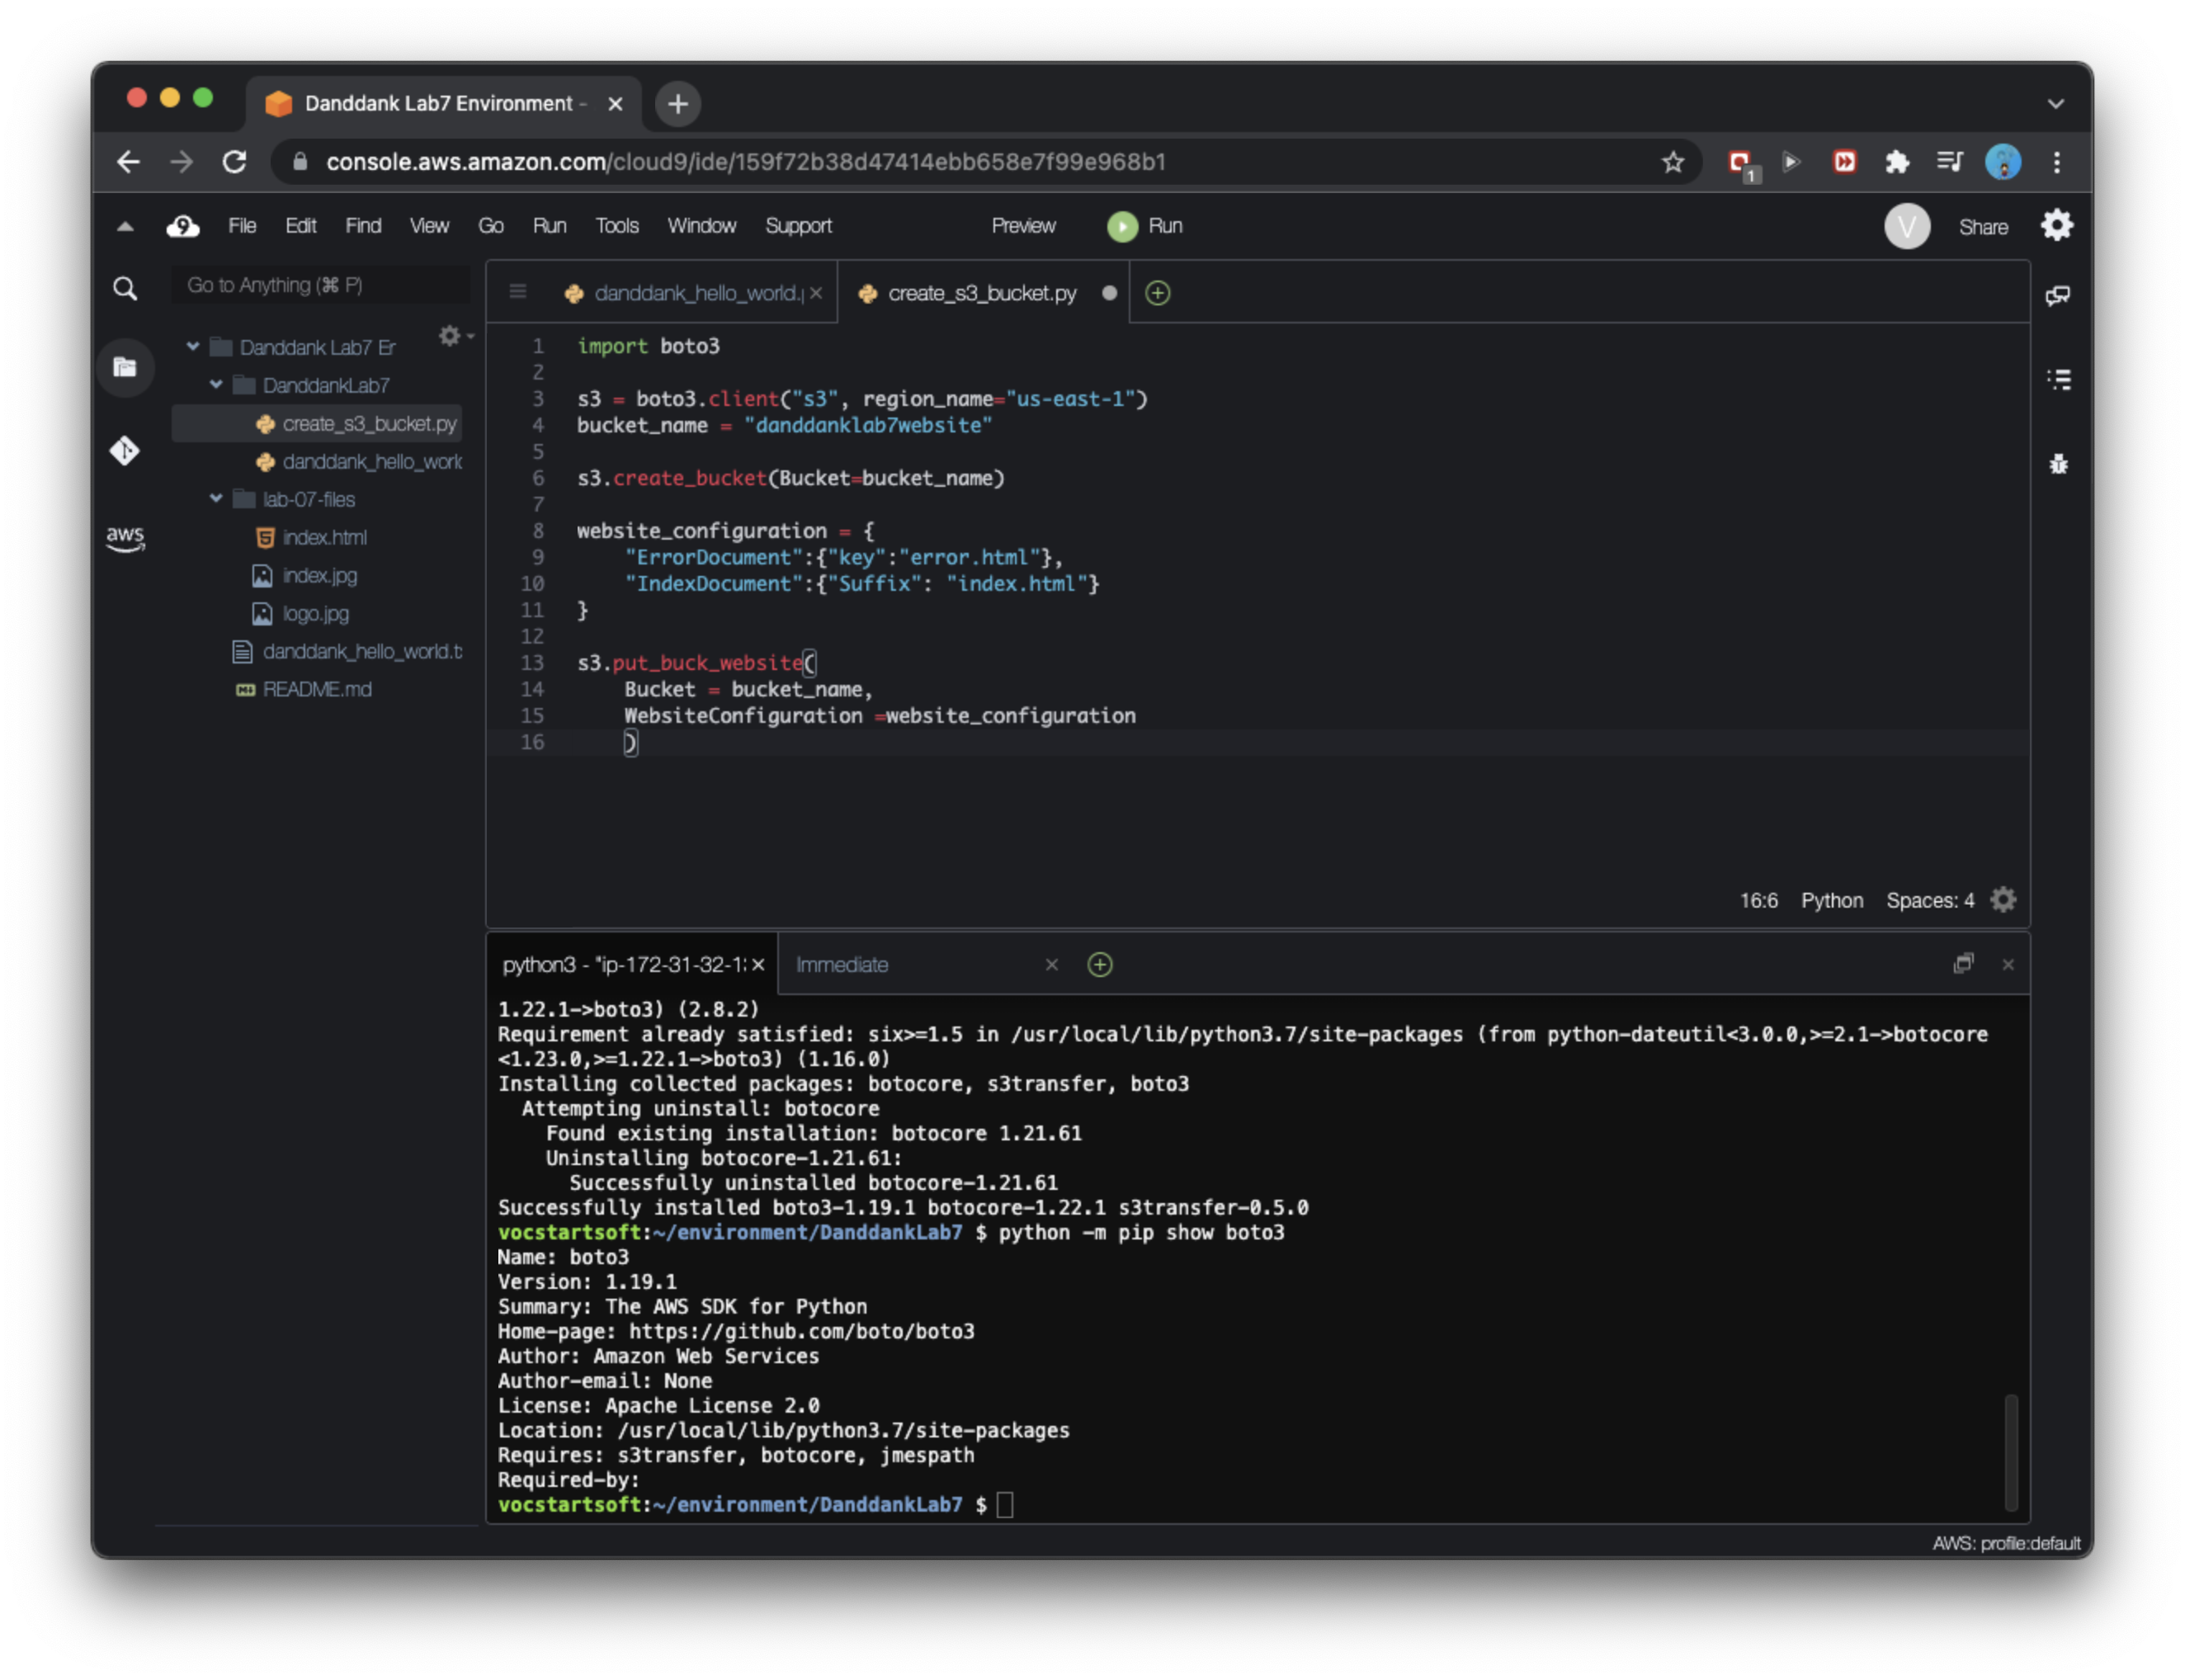 Danddank Lab7 Environment -
console.aws.amazon.com/cloud9/ide/159f72b38d47414ebb658e7f99e968b1
1
9 File Edit Find View Go Run Tools Window Support Preview Run V Share
Go to Anything (⌘ P)
Danddank Lab7 Er
DanddankLab7
create_s3_bucket.py
danddank_hello_work
lab-07-files
index.html
index.jpg
logo.jpg
danddank_hello_world.t
README.md
aws
danddank_hello_world. create_s3_bucket.py
1 import boto3
2
3 s3 = boto3.client("s3", region_name="us-east-1")
4 bucket_name = "danddanklab7website"
5
6 s3.create_bucket(Bucket=bucket_name)
7
8 website_configuration = {
9 "ErrorDocument":{"key":"error.html"},
10 "IndexDocument":{"Suffix": "index.html"}
11 }
12
13 s3.put_buck_website(
14 Bucket = bucket_name,
15 WebsiteConfiguration =website_configuration
16 )
16:6 Python Spaces: 4
python3 - "ip-172-31-32-1 Immediate
1.22.1->boto3) (2.8.2)
Requirement already satisfied: six>=1.5 in /usr/local/lib/python3.7/site-packages (from python-dateutil<3.0.0,>=2.1->botocore
<1.23.0,>=1.22.1->boto3) (1.16.0)
Installing collected packages: botocore, s3transfer, boto3
Attempting uninstall: botocore
Found existing installation: botocore 1.21.61
Uninstalling botocore-1.21.61:
Successfully uninstalled botocore-1.21.61
Successfully installed boto3-1.19.1 botocore-1.22.1 s3transfer-0.5.0
vocstartsoft:~/environment/DanddankLab7 $ python -m pip show boto3
Name: boto3
Version: 1.19.1
Summary: The AWS SDK for Python
Home-page: https://github.com/boto/boto3
Author: Amazon Web Services
Author-email: None
License: Apache License 2.0
Location: /usr/local/lib/python3.7/site-packages
Requires: s3transfer, botocore, jmespath
Required-by:
vocstartsoft:~/environment/DanddankLab7 $
AWS: profile:default